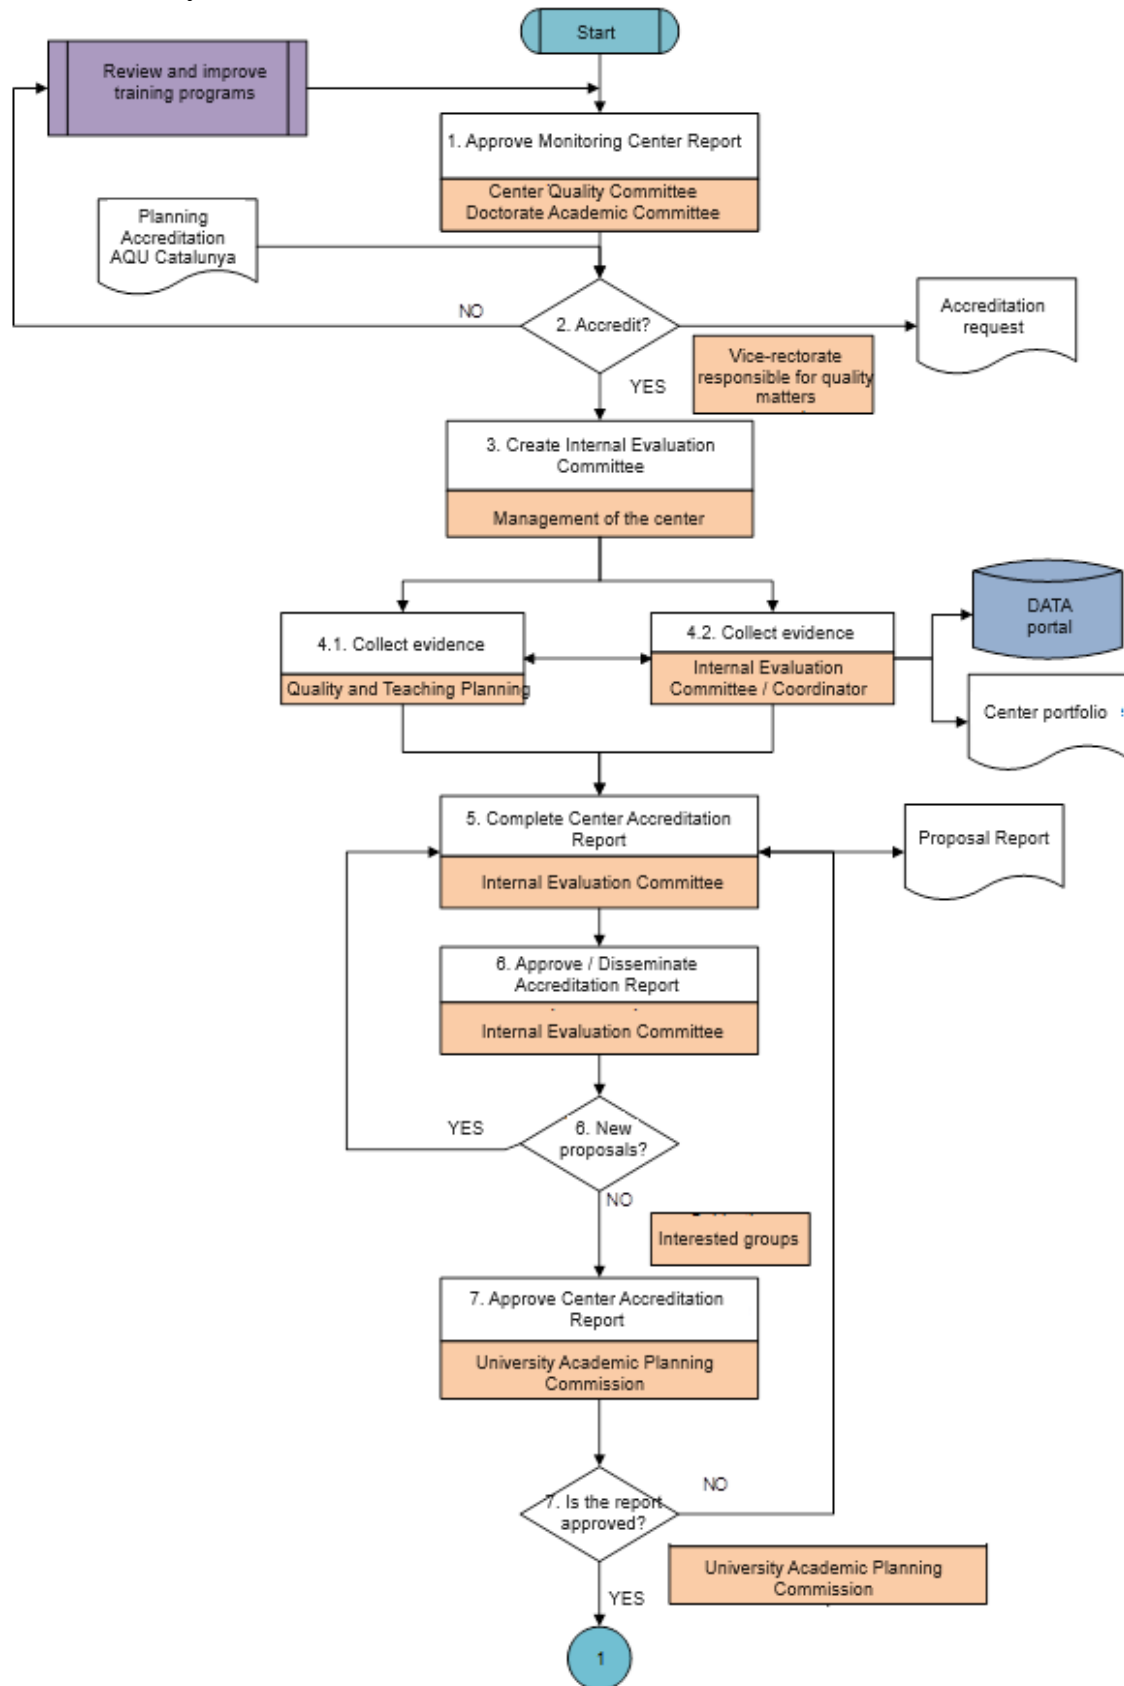 Start
Review and improve
training programs
1. Approve Monitoring Center Report
Center Quality Committee
Doctorate Academic Committee
Planning
Accreditation
AQU Catalunya
NO
2. Accredit?
Accreditation
request
Vice-rectorate
responsible for quality
matters
YES
3. Create Internal Evaluation
Committee
Management of the center
4.1. Collect evidence
Quality and Teaching Planning
4.2. Collect evidence
Internal Evaluation
Committee / Coordinator
DATA
portal
Center portfolio
5. Complete Center Accreditation
Report
Internal Evaluation Committee
Proposal Report
6. Approve / Disseminate
Accreditation Report
Internal Evaluation Committee
YES
6. New
proposals?
NO
Interested groups
7. Approve Center Accreditation
Report
University Academic Planning
Commission
NO
7. Is the report
approved?
University Academic Planning
Commission
YES
1